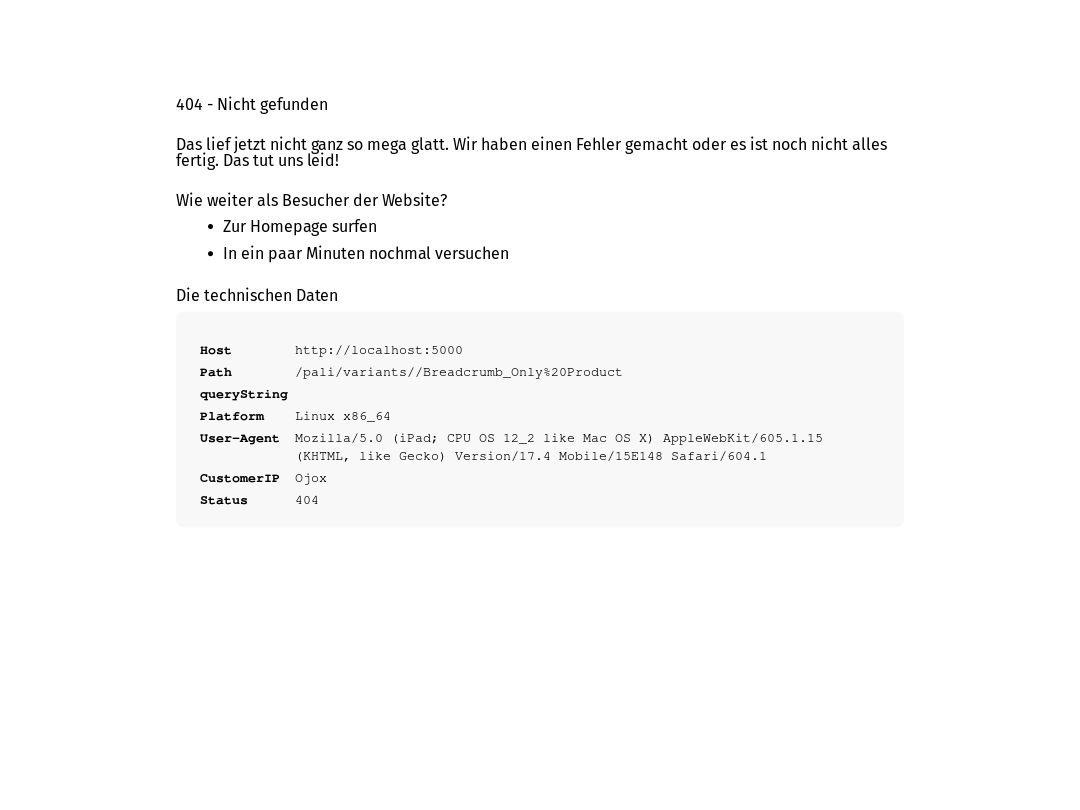 404 - Nicht gefunden
Das lief jetzt nicht ganz so mega glatt. Wir haben einen Fehler gemacht oder es ist noch nicht alles
fertig. Das tut uns leid!
Wie weiter als Besucher der Website?
• Zur Homepage surfen
• In ein paar Minuten nochmal versuchen
Die technischen Daten
Host http://localhost:5000
Path /pali/variants//Breadcrumb_Only%20Product
queryString
Platform Linux x86_64
User-Agent Mozilla/5.0 (iPad; CPU OS 12_2 like Mac OS X) AppleWebKit/605.1.15
(KHTML, like Gecko) Version/17.4 Mobile/15E148 Safari/604.1
CustomerIP Ojox
Status 404